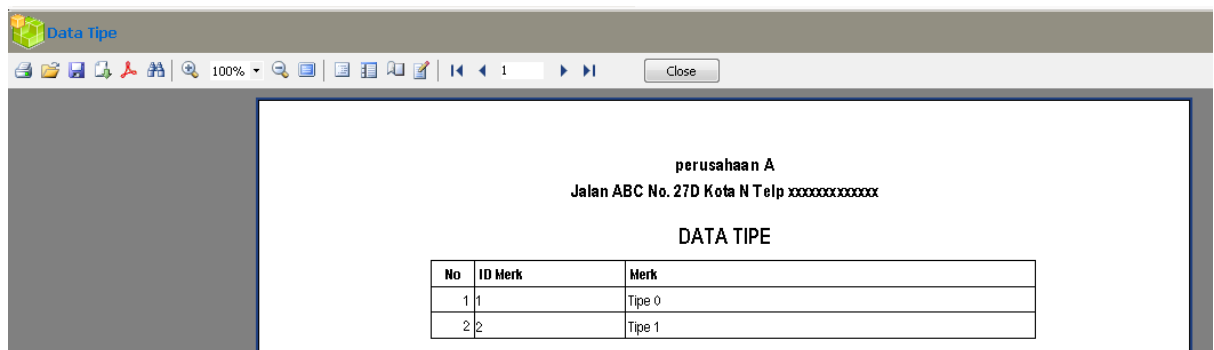 Data Tipe
100% 1 Close
perusahaan A
Jalan ABC No. 27D Kota N Telp xxxxxxxxxxxxx
DATA TIPE
No ID Merk Merk
1 1 Tipe 0
2 2 Tipe 1